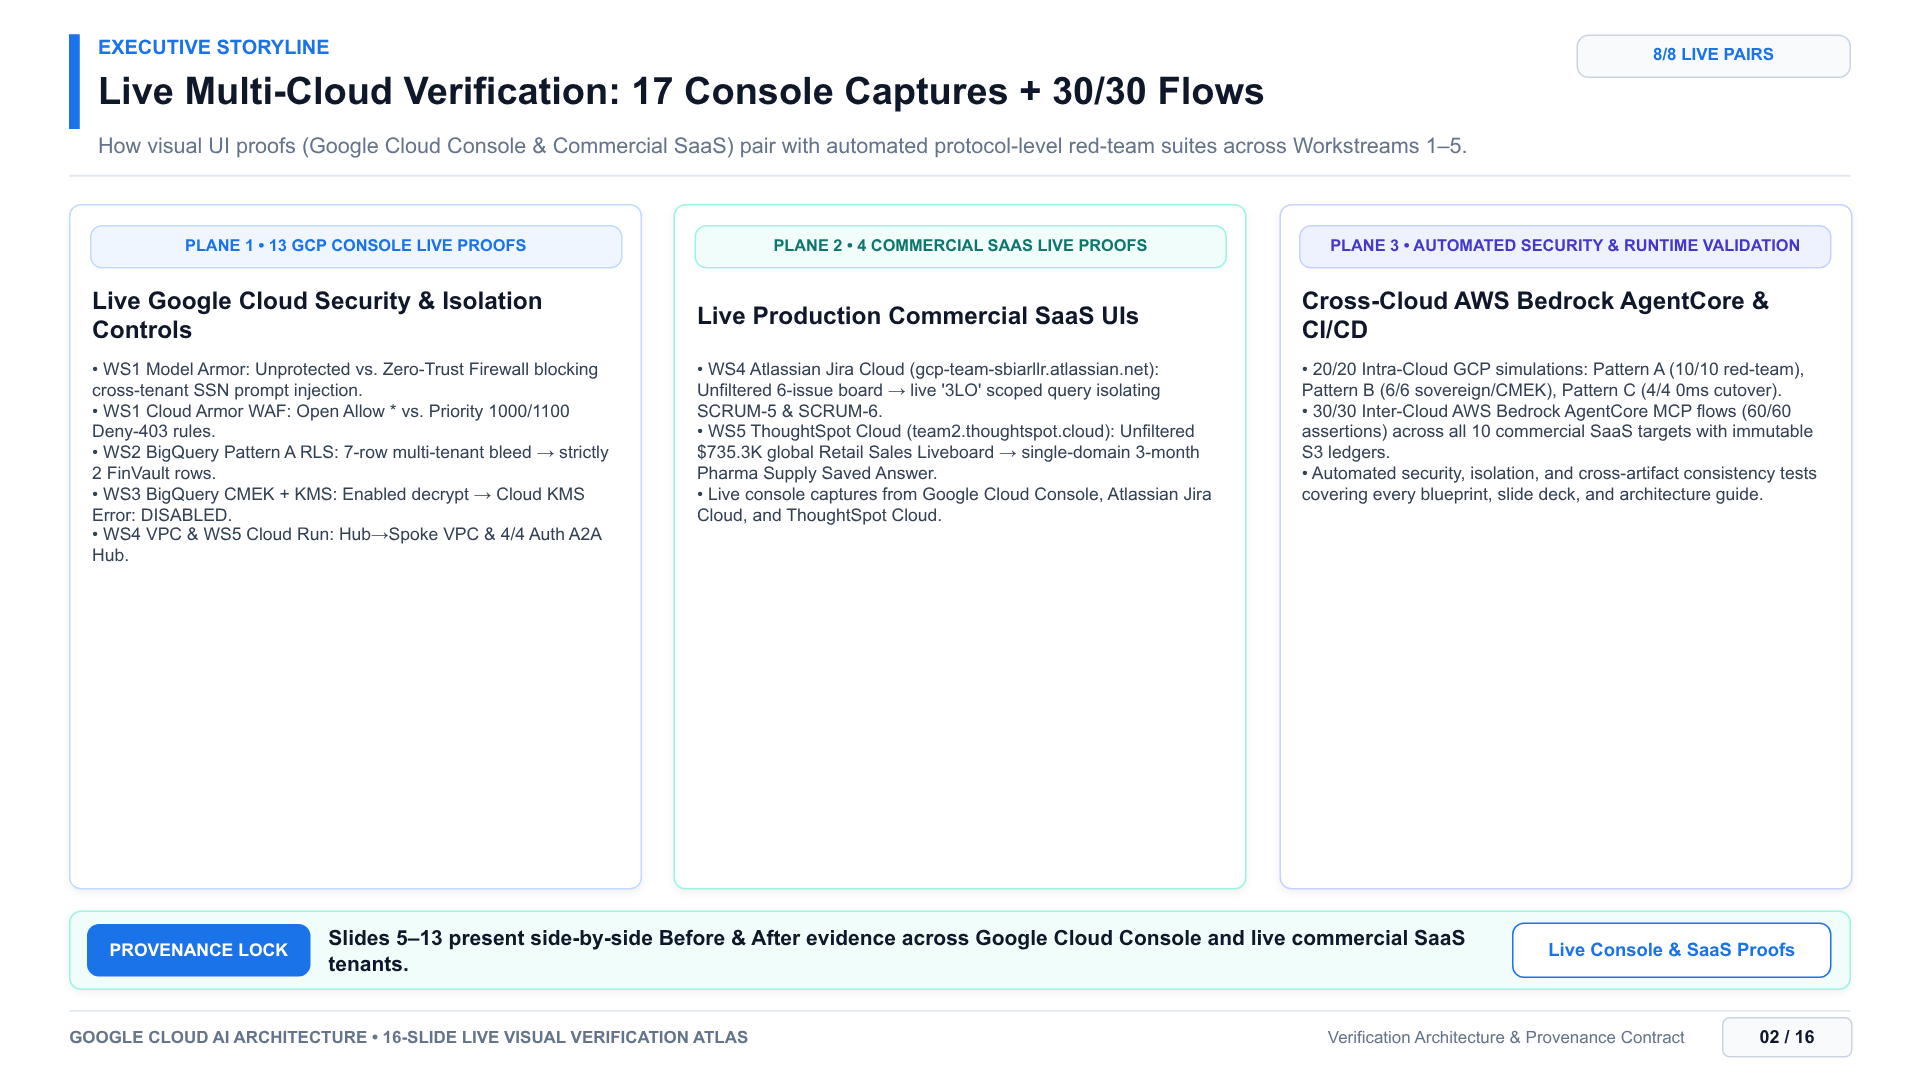 EXECUTIVE STORYLINE
8/8 LIVE PAIRS
Live Multi-Cloud Verification: 17 Console Captures + 30/30 Flows
How visual UI proofs (Google Cloud Console & Commercial SaaS) pair with automated protocol-level red-team suites across Workstreams 1–5.
PLANE 1 • 13 GCP CONSOLE LIVE PROOFS
Live Google Cloud Security & Isolation
Controls
• WS1 Model Armor: Unprotected vs. Zero-Trust Firewall blocking
cross-tenant SSN prompt injection.
• WS1 Cloud Armor WAF: Open Allow * vs. Priority 1000/1100
Deny-403 rules.
• WS2 BigQuery Pattern A RLS: 7-row multi-tenant bleed → strictly
2 FinVault rows.
• WS3 BigQuery CMEK + KMS: Enabled decrypt → Cloud KMS
Error: DISABLED.
• WS4 VPC & WS5 Cloud Run: Hub→Spoke VPC & 4/4 Auth A2A
Hub.
PLANE 2 • 4 COMMERCIAL SAAS LIVE PROOFS
Live Production Commercial SaaS UIs
• WS4 Atlassian Jira Cloud (gcp-team-sbiarllr.atlassian.net):
Unfiltered 6-issue board → live '3LO' scoped query isolating
SCRUM-5 & SCRUM-6.
• WS5 ThoughtSpot Cloud (team2.thoughtspot.cloud): Unfiltered
$735.3K global Retail Sales Liveboard → single-domain 3-month
Pharma Supply Saved Answer.
• Live console captures from Google Cloud Console, Atlassian Jira
Cloud, and ThoughtSpot Cloud.
PLANE 3 • AUTOMATED SECURITY & RUNTIME VALIDATION
Cross-Cloud AWS Bedrock AgentCore &
CI/CD
• 20/20 Intra-Cloud GCP simulations: Pattern A (10/10 red-team),
Pattern B (6/6 sovereign/CMEK), Pattern C (4/4 0ms cutover).
• 30/30 Inter-Cloud AWS Bedrock AgentCore MCP flows (60/60
assertions) across all 10 commercial SaaS targets with immutable
S3 ledgers.
• Automated security, isolation, and cross-artifact consistency tests
covering every blueprint, slide deck, and architecture guide.
PROVENANCE LOCK
Slides 5–13 present side-by-side Before & After evidence across Google Cloud Console and live commercial SaaS
tenants.
Live Console & SaaS Proofs
GOOGLE CLOUD AI ARCHITECTURE • 16-SLIDE LIVE VISUAL VERIFICATION ATLAS
Verification Architecture & Provenance Contract
02 / 16